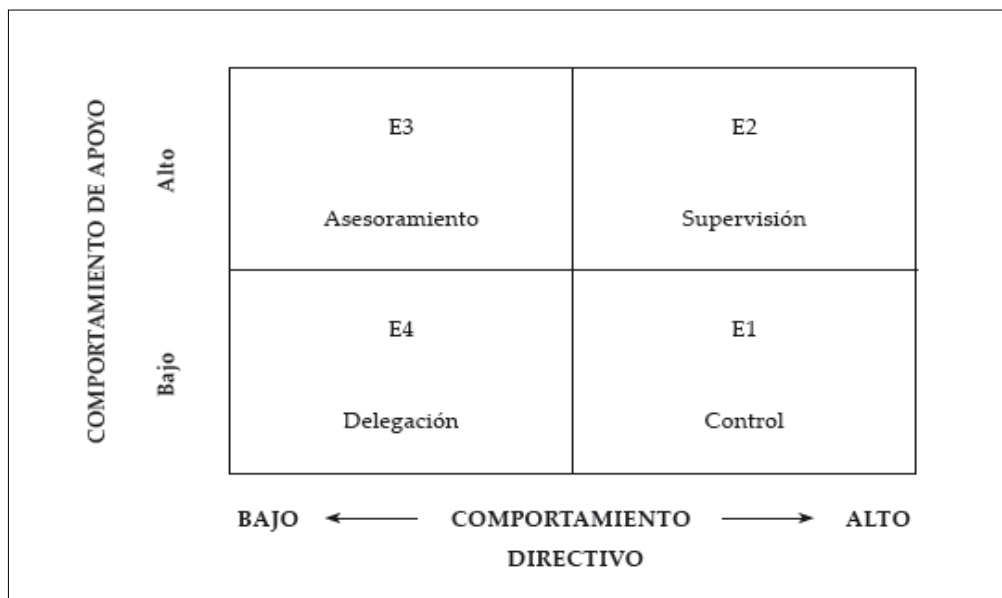 COMPORTAMIENTO DE APOYO
Alto
Bajo
E3
E2
Asesoramiento
Supervisión
E4
E1
Delegación
Control
BAJO
COMPORTAMIENTO
ALTO
DIRECTIVO